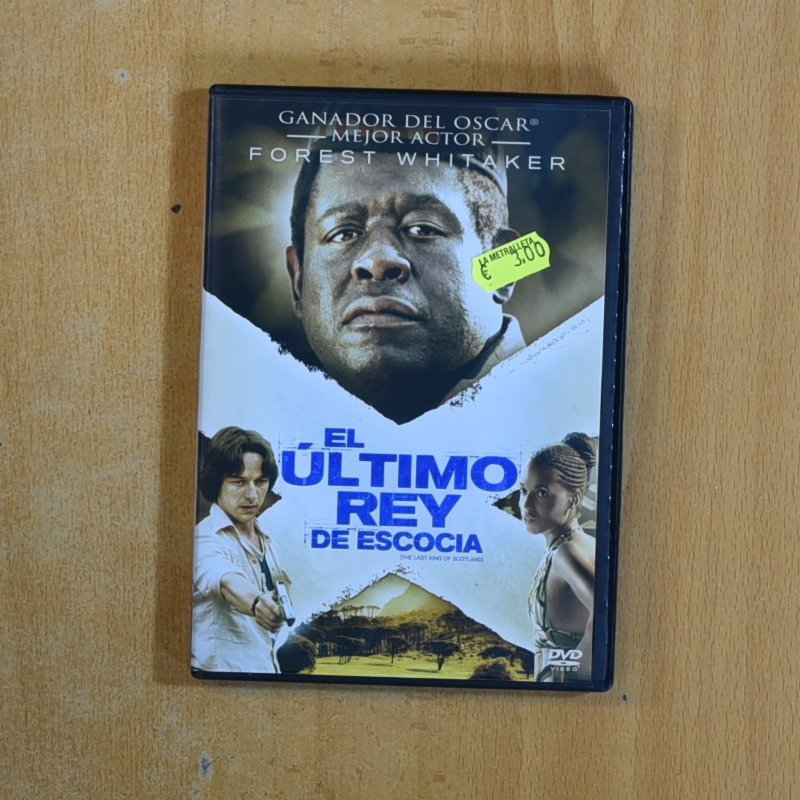 GANADOR DEL OSCAR®
MEJOR ACTOR
FOREST WHITAKER
LA METRALLETA
€ 3,00
EL
ÚLTIMO
REY
DE ESCOCIA
(THE LAST KING OF SCOTLAND)
DVD
VIDEO